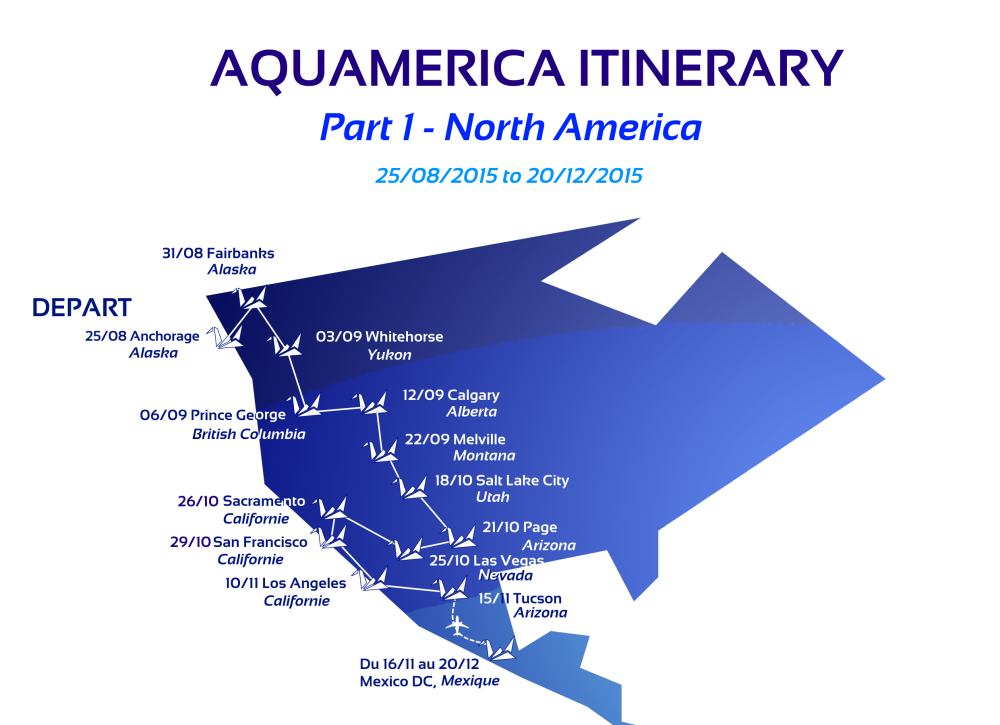 AQUAMERICA ITINERARY
Part 1 - North America
25/08/2015 to 20/12/2015
31/08 Fairbanks
Alaska
DEPART
25/08 Anchorage
Alaska
03/09 Whitehorse
Yukon
06/09 Prince George
British Columbia
12/09 Calgary
Alberta
22/09 Melville
Montana
18/10 Salt Lake City
Utah
26/10 Sacramento
Californie
21/10 Page
Arizona
29/10 San Francisco
Californie
25/10 Las Vegas
Nevada
10/11 Los Angeles
Californie
15/11 Tucson
Arizona
Du 16/11 au 20/12
Mexico DC, Mexique